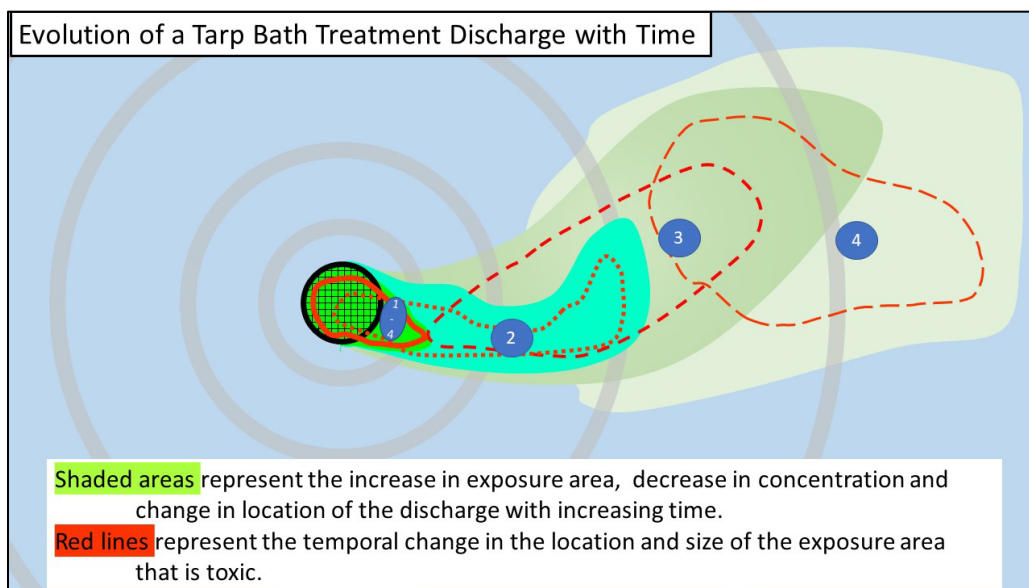 Evolution of a Tarp Bath Treatment Discharge with Time
3
4
1
-
4
2
Shaded areas represent the increase in exposure area, decrease in concentration and
change in location of the discharge with increasing time.
Red lines represent the temporal change in the location and size of the exposure area
that is toxic.